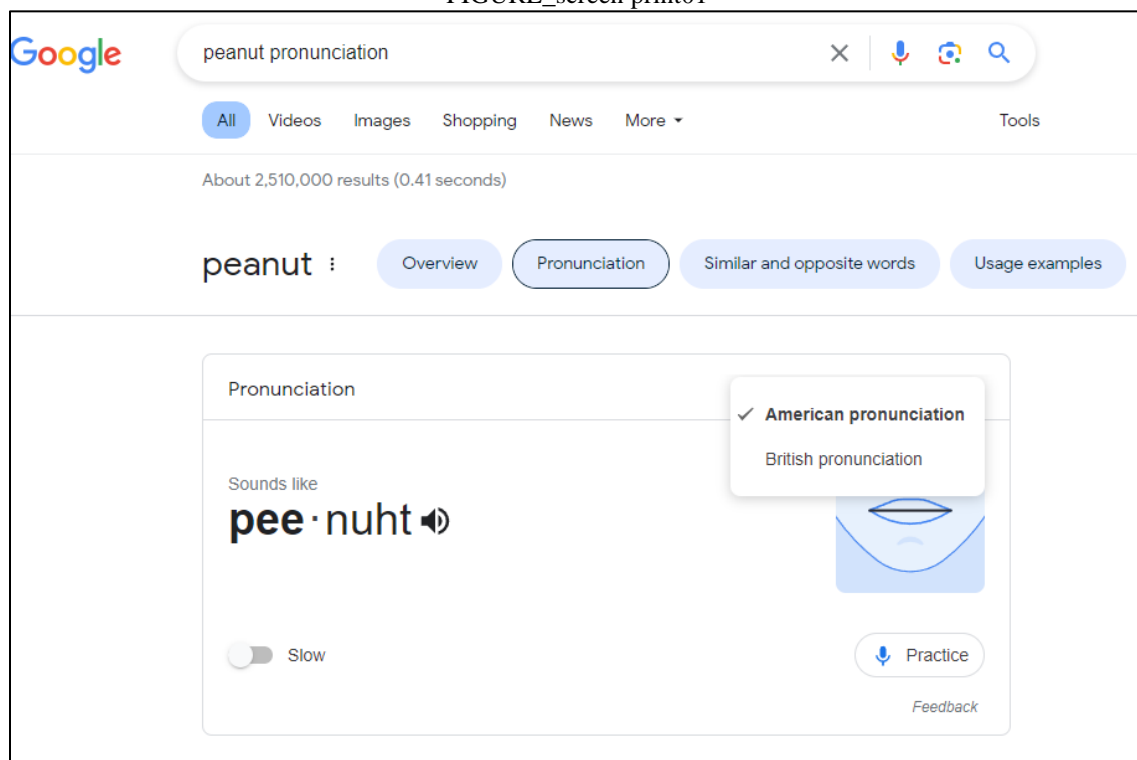 FIGURE_screen print01
Google peanut pronunciation
All Videos Images Shopping News More Tools
About 2,510,000 results (0.41 seconds)
peanut Overview Pronunciation Similar and opposite words Usage examples
Pronunciation
American pronunciation
British pronunciation
Sounds like
pee · nuht
Slow Practice
Feedback